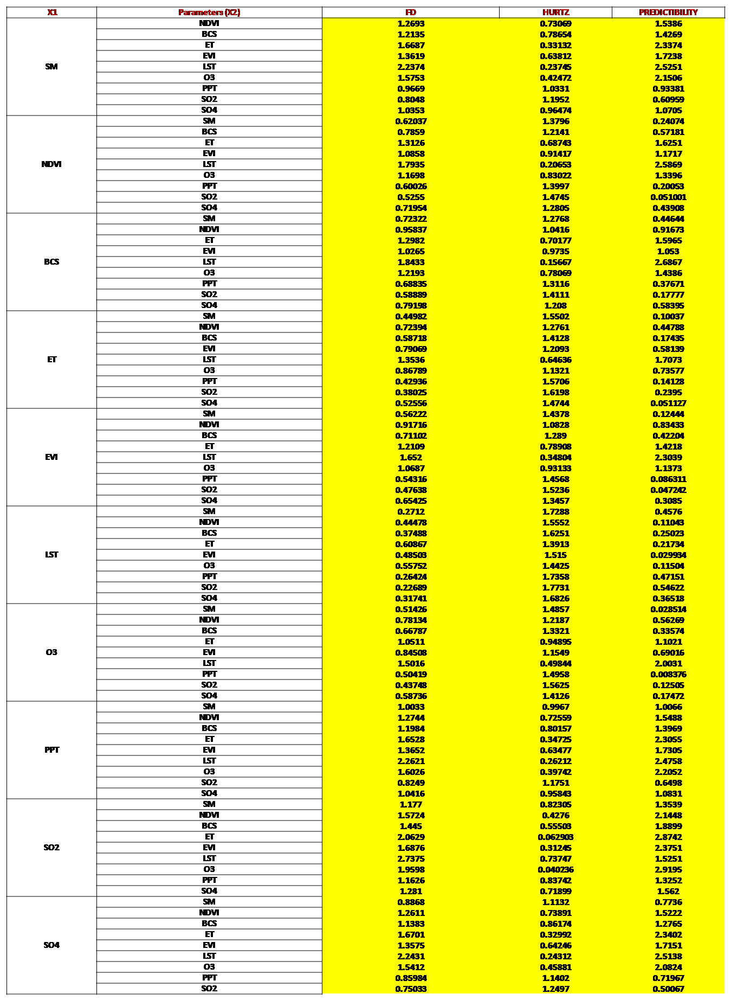 X1 Parameters (X2) FD HURTZ PREDICTIBILITY
NDVI 1.2693 0.73069 1.5386
BCS 1.2135 0.78654 1.4269
ET 1.6687 0.33132 2.3374
EVI 1.3619 0.63812 1.7238
SM LST 2.2374 0.23745 2.5251
O3 1.5753 0.42472 2.1506
PPT 0.9669 1.0331 0.93381
SO2 0.8048 1.1952 0.60959
SO4 1.0353 0.96474 1.0705
SM 0.62037 1.3796 0.24074
BCS 0.7859 1.2141 0.57181
ET 1.3126 0.68743 1.6251
EVI 1.0858 0.91417 1.1717
NDVI LST 1.7935 0.20653 2.5869
O3 1.1698 0.83022 1.3396
PPT 0.60026 1.3997 0.20053
SO2 0.5255 1.4745 0.051001
SO4 0.71954 1.2805 0.43908
SM 0.72322 1.2768 0.44644
NDVI 0.95837 1.0416 0.91673
ET 1.2982 0.70177 1.5965
EVI 1.0265 0.9735 1.053
BCS LST 1.8433 0.15667 2.6867
O3 1.2193 0.78069 1.4386
PPT 0.68835 1.3116 0.37671
SO2 0.58889 1.4111 0.17777
SO4 0.79198 1.208 0.58395
SM 0.44982 1.5502 0.10037
NDVI 0.72394 1.2761 0.44788
BCS 0.58718 1.4128 0.17435
EVI 0.79069 1.2093 0.58139
ET LST 1.3536 0.64636 1.7073
O3 0.86789 1.1321 0.73577
PPT 0.42936 1.5706 0.14128
SO2 0.38025 1.6198 0.2395
SO4 0.52556 1.4744 0.051127
SM 0.56222 1.4378 0.12444
NDVI 0.91716 1.0828 0.83433
BCS 0.71102 1.289 0.42204
ET 1.2109 0.78908 1.4218
EVI LST 1.652 0.34804 2.3039
O3 1.0687 0.93133 1.1373
PPT 0.54316 1.4568 0.086311
SO2 0.47638 1.5236 0.047242
SO4 0.65425 1.3457 0.3085
SM 0.2712 1.7288 0.4576
NDVI 0.44478 1.5552 0.11043
BCS 0.37488 1.6251 0.25023
ET 0.60867 1.3913 0.21734
LST EVI 0.48503 1.515 0.029934
O3 0.55752 1.4425 0.11504
PPT 0.26424 1.7358 0.47151
SO2 0.22689 1.7731 0.54622
SO4 0.31741 1.6826 0.36518
SM 0.51426 1.4857 0.028514
NDVI 0.78134 1.2187 0.56269
BCS 0.66787 1.3321 0.33574
ET 1.0511 0.94895 1.1021
O3 EVI 0.84508 1.1549 0.69016
LST 1.5016 0.49844 2.0031
PPT 0.50419 1.4958 0.008376
SO2 0.43748 1.5625 0.12505
SO4 0.58736 1.4126 0.17472
SM 1.0033 0.9967 1.0066
NDVI 1.2744 0.72559 1.5488
BCS 1.1984 0.80157 1.3969
ET 1.6528 0.34725 2.3055
PPT EVI 1.3652 0.63477 1.7305
LST 2.2621 0.26212 2.4758
O3 1.6026 0.39742 2.2052
SO2 0.8249 1.1751 0.6498
SO4 1.0416 0.95843 1.0831
SM 1.177 0.82305 1.3539
NDVI 1.5724 0.4276 2.1448
BCS 1.445 0.55503 1.8899
ET 2.0629 0.062903 2.8742
SO2 EVI 1.6876 0.31245 2.3751
LST 2.7375 0.73747 1.5251
O3 1.9598 0.040236 2.9195
PPT 1.1626 0.83742 1.3252
SO4 1.281 0.71899 1.562
SM 0.8868 1.1132 0.7736
NDVI 1.2611 0.73891 1.5222
BCS 1.1383 0.86174 1.2765
ET 1.6701 0.32992 2.3402
SO4 EVI 1.3575 0.64246 1.7151
LST 2.2431 0.24312 2.5138
O3 1.5412 0.45881 2.0824
PPT 0.85984 1.1402 0.71967
SO2 0.75033 1.2497 0.50067